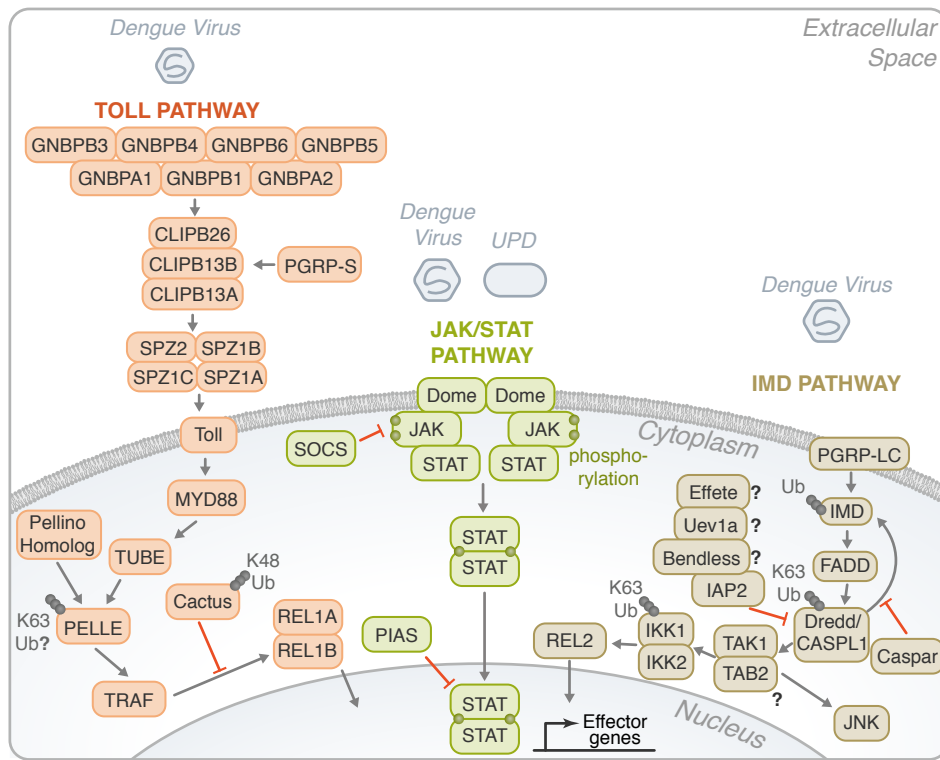 Dengue Virus
Extracellular
Space
TOLL PATHWAY
GNBPB3 GNBPB4 GNBPB6 GNBPB5
GNBPA1 GNBPB1 GNBPA2
CLIPB26
CLIPB13B
PGRP-S
CLIPB13A
SPZ2 SPZ1B
SPZ1C SPZ1A
Toll
MYD88
Pellino
Homolog
TUBE
K48
Ub
Cactus
K63
Ub?
PELLE
REL1A
REL1B
TRAF
Dengue
Virus
UPD
JAK/STAT
PATHWAY
Dome Dome
JAK JAK
SOCS
STAT STAT
phospho-
rylation
STAT
STAT
PIAS
STAT
STAT
Dengue Virus
IMD PATHWAY
Cytoplasm
PGRP-LC
Ub
IMD
Effete ?
Uev1a ?
Bendless ?
IAP2
FADD
K63
Ub
Dredd/
CASPL1
Caspar
K63
Ub
IKK1
IKK2
TAK1
TAB2
?
REL2
JNK
Nucleus
Effector
genes